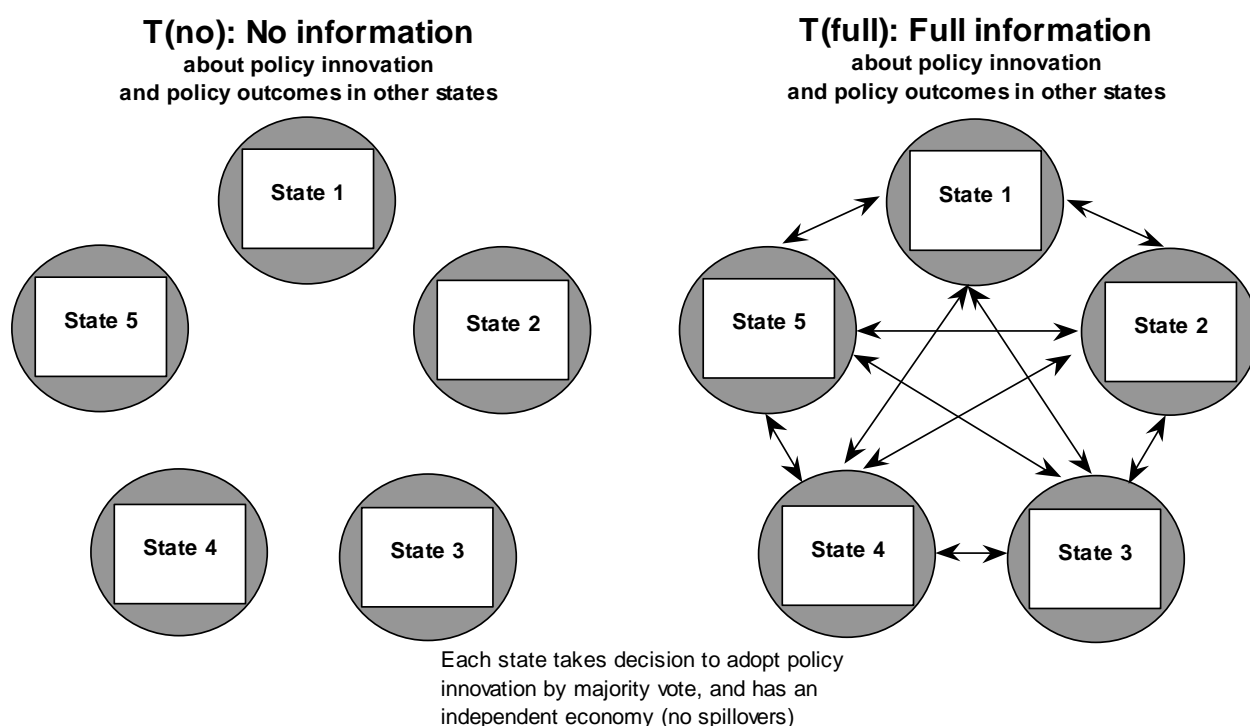 T(no): No information
about policy innovation
and policy outcomes in other states
State 1
State 5
State 2
State 4
State 3
T(full): Full information
about policy innovation
and policy outcomes in other states
State 1
State 5
State 2
State 4
State 3
Each state takes decision to adopt policy
innovation by majority vote, and has an
independent economy (no spillovers)